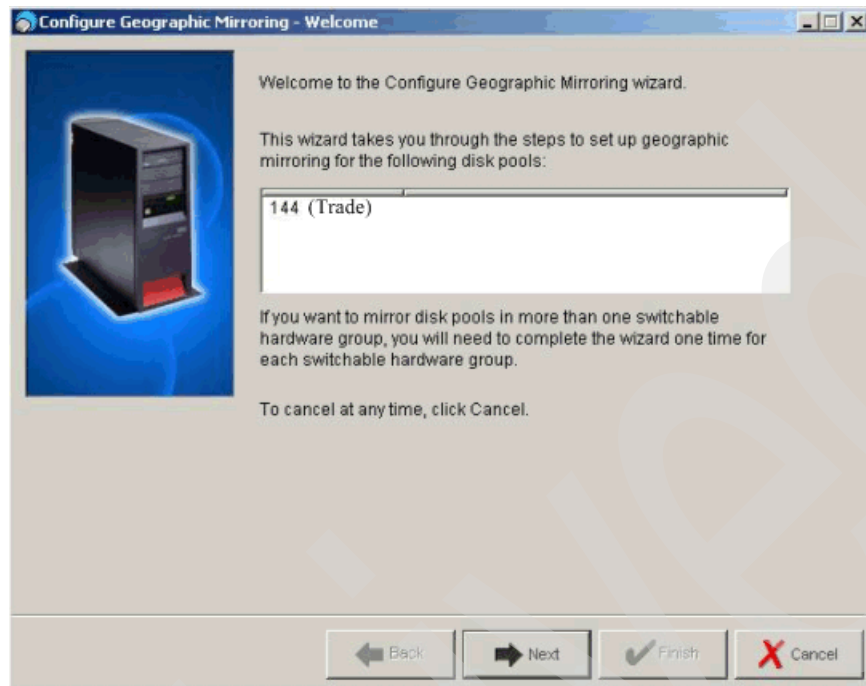 Configure Geographic Mirroring - Welcome
Welcome to the Configure Geographic Mirroring wizard.
This wizard takes you through the steps to set up geographic
mirroring for the following disk pools:
144 (Trade)
If you want to mirror disk pools in more than one switchable
hardware group, you will need to complete the wizard one time for
each switchable hardware group.
To cancel at any time, click Cancel.
Back
Next
Finish
Cancel